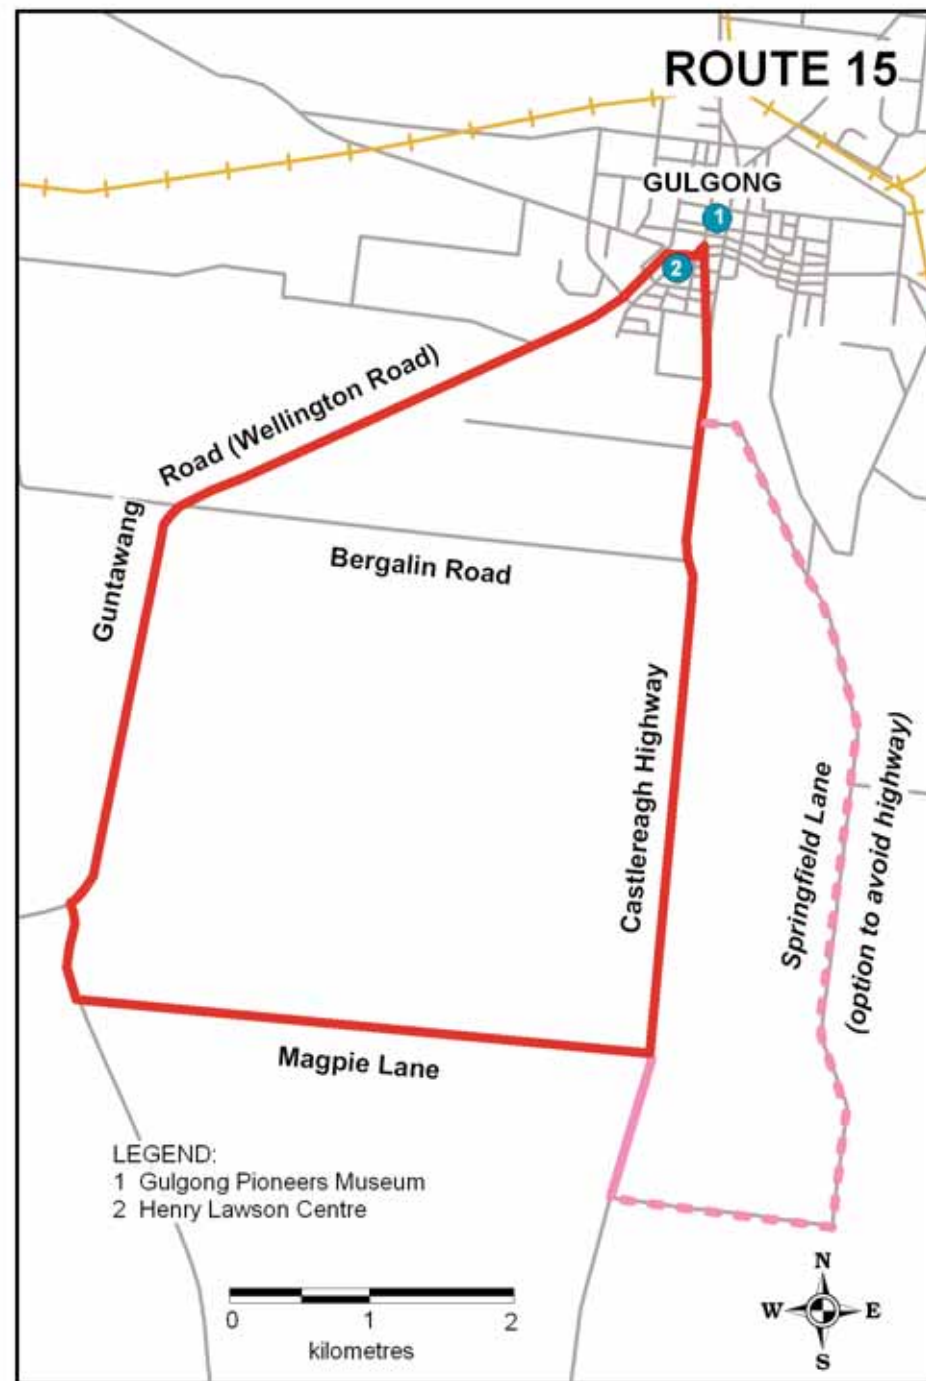 ROUTE 15
GULGONG
1
2
Road (Wellington Road)
Guntawang
Bergalin Road
Castlereagh Highway
Springfield Lane
(option to avoid highway)
Magpie Lane
LEGEND:
1 Gulgong Pioneers Museum
2 Henry Lawson Centre
0 1 2
kilometres
N
W E
S